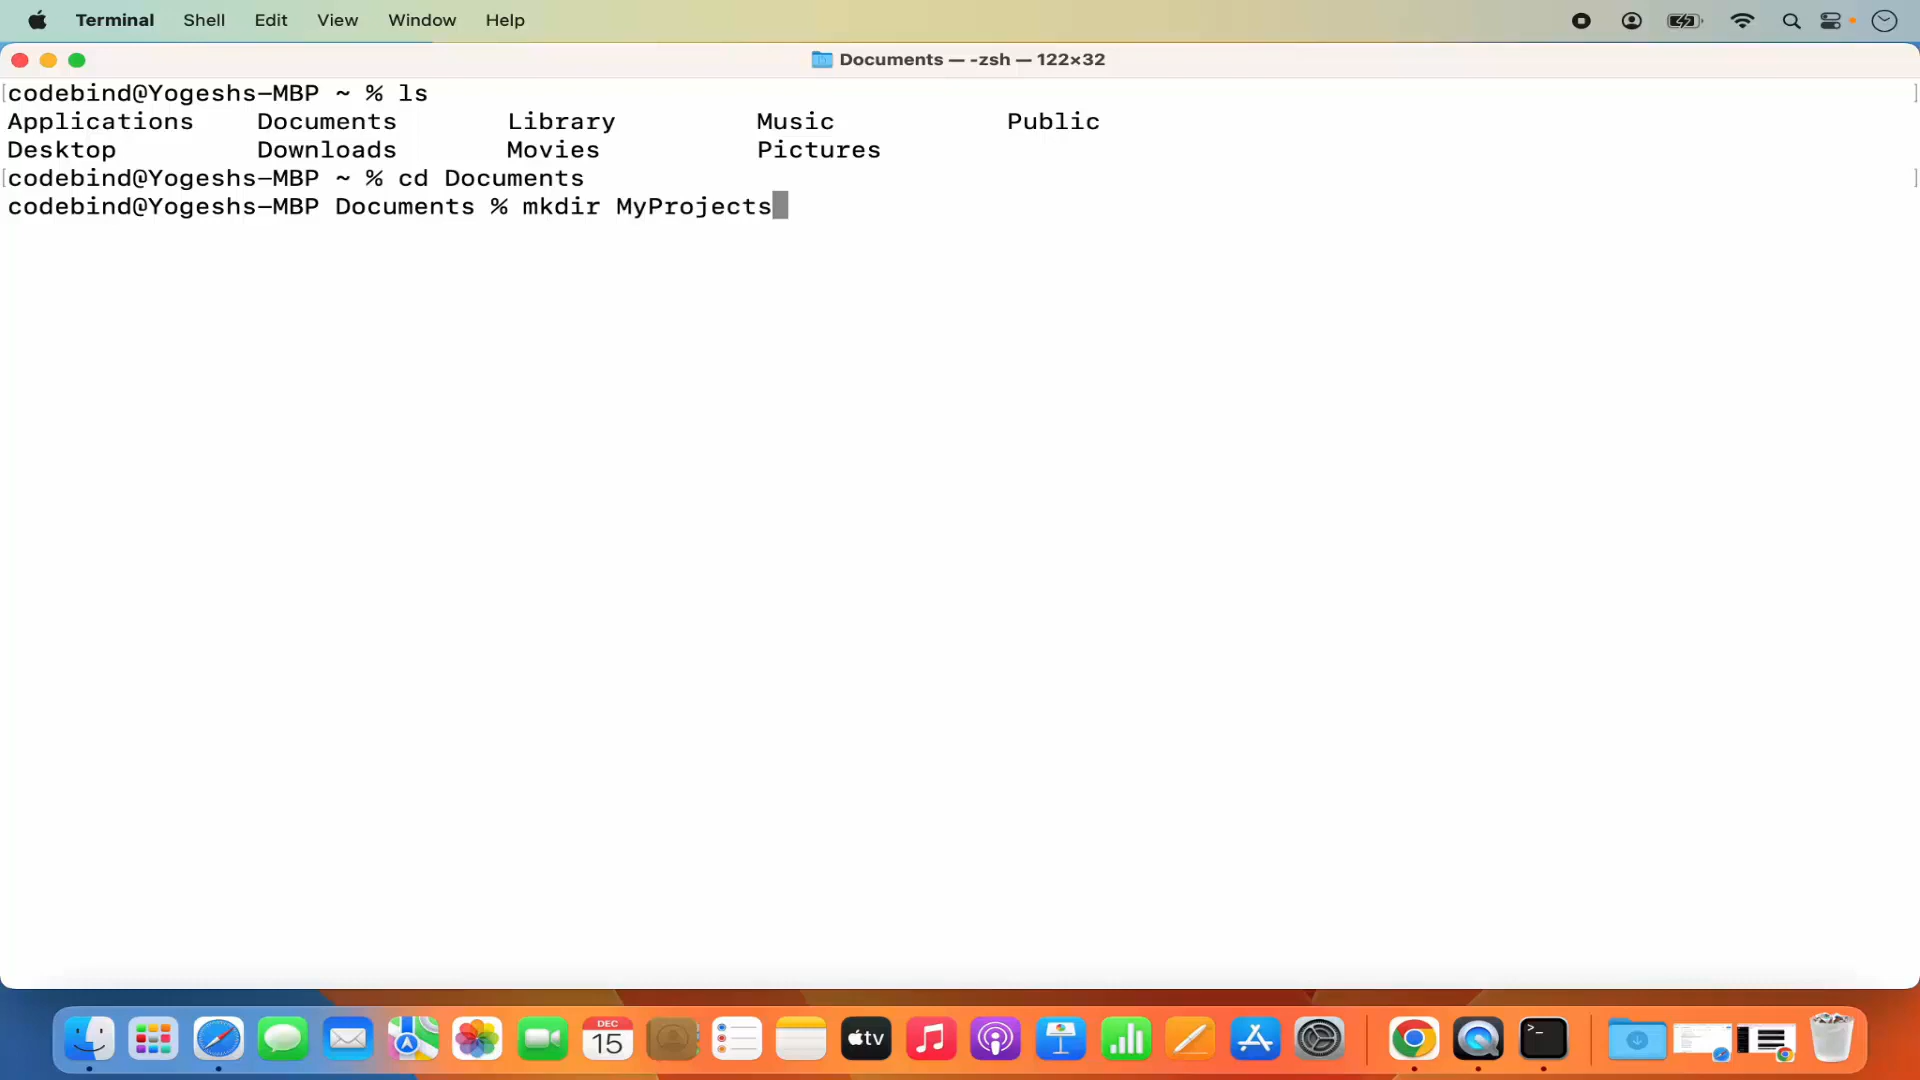 Terminal Shell Edit View Window Help
Documents — -zsh — 122×32
codebind@Yogeshs-MBP ~ % ls
Applications Documents Library Music Public
Desktop Downloads Movies Pictures
codebind@Yogeshs-MBP ~ % cd Documents
codebind@Yogeshs-MBP Documents % mkdir MyProjects
DEC
15
tv
>_